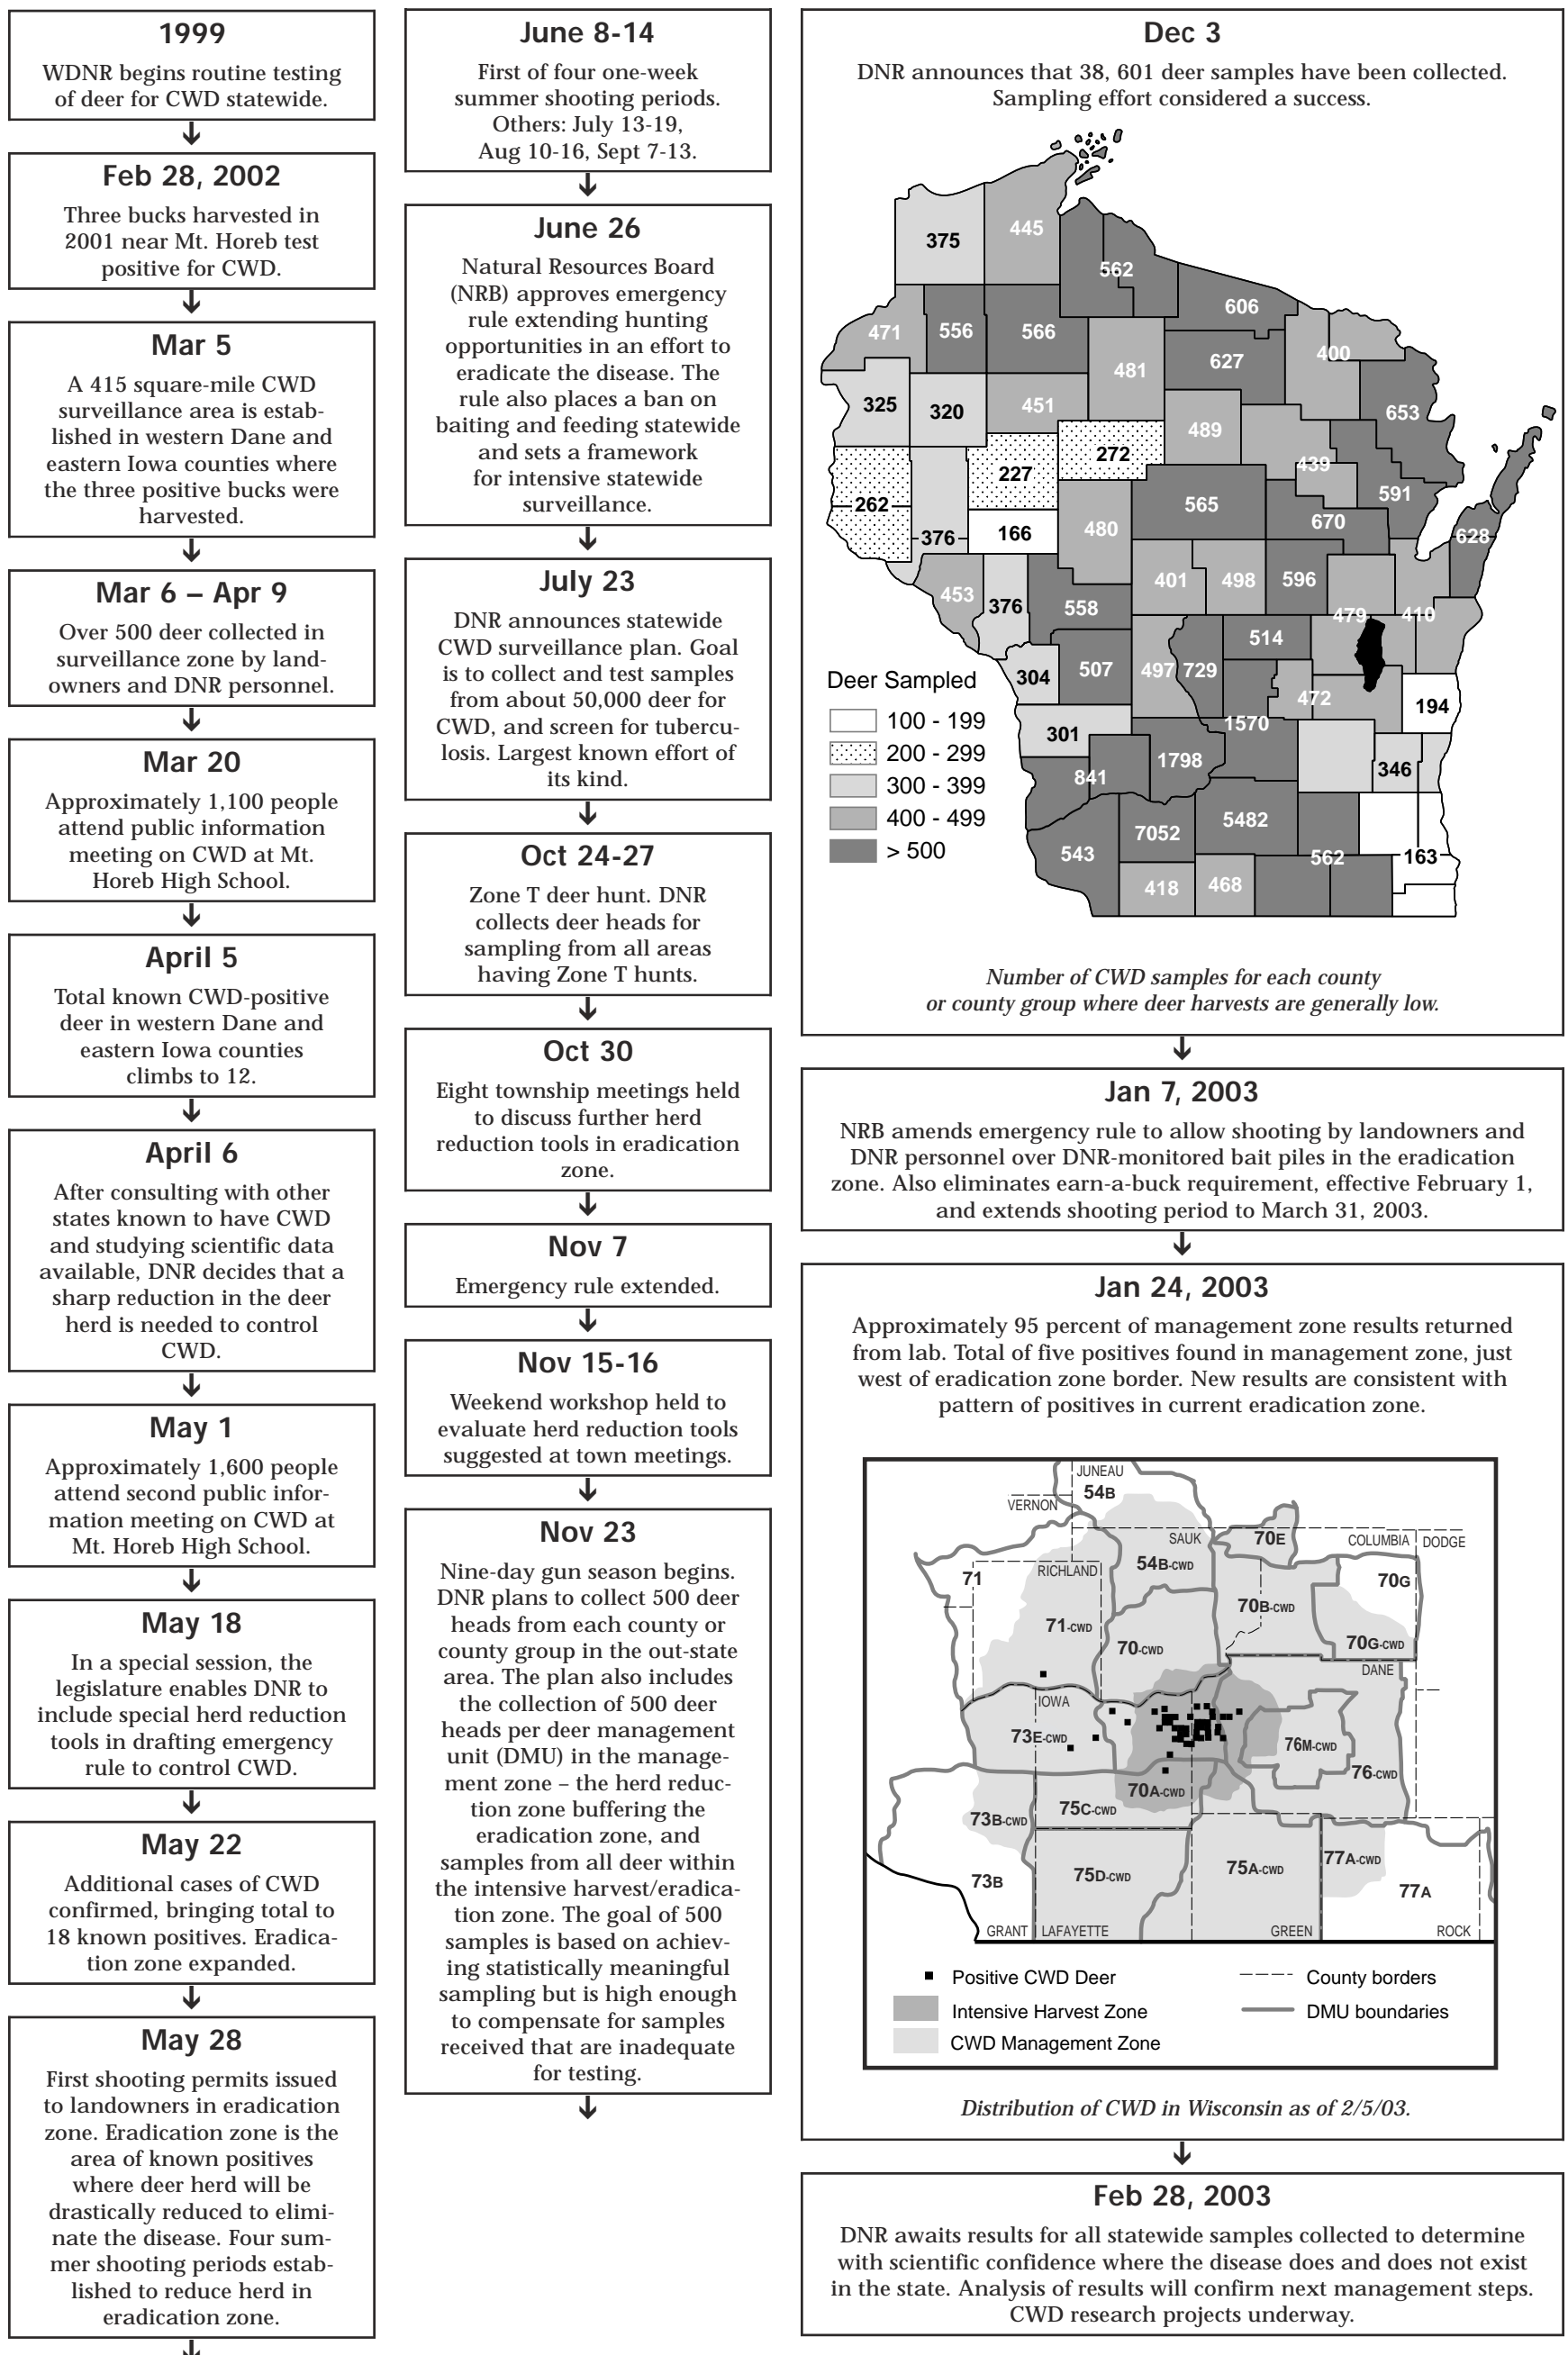 1999
WDNR begins routine testing
of deer for CWD statewide.
Feb 28, 2002
Three bucks harvested in
2001 near Mt. Horeb test
positive for CWD.
Mar 5
A 415 square-mile CWD
surveillance area is estab-
lished in western Dane and
eastern Iowa counties where
the three positive bucks were
harvested.
Mar 6 – Apr 9
Over 500 deer collected in
surveillance zone by land-
owners and DNR personnel.
Mar 20
Approximately 1,100 people
attend public information
meeting on CWD at Mt.
Horeb High School.
April 5
Total known CWD-positive
deer in western Dane and
eastern Iowa counties
climbs to 12.
April 6
After consulting with other
states known to have CWD
and studying scientific data
available, DNR decides that a
sharp reduction in the deer
herd is needed to control
CWD.
May 1
Approximately 1,600 people
attend second public infor-
mation meeting on CWD at
Mt. Horeb High School.
May 18
In a special session, the
legislature enables DNR to
include special herd reduction
tools in drafting emergency
rule to control CWD.
May 22
Additional cases of CWD
confirmed, bringing total to
18 known positives. Eradica-
tion zone expanded.
May 28
First shooting permits issued
to landowners in eradication
zone. Eradication zone is the
area of known positives
where deer herd will be
drastically reduced to elimi-
nate the disease. Four sum-
mer shooting periods estab-
lished to reduce herd in
eradication zone.
June 8-14
First of four one-week
summer shooting periods.
Others: July 13-19,
Aug 10-16, Sept 7-13.
June 26
Natural Resources Board
(NRB) approves emergency
rule extending hunting
opportunities in an effort to
eradicate the disease. The
rule also places a ban on
baiting and feeding statewide
and sets a framework
for intensive statewide
surveillance.
July 23
DNR announces statewide
CWD surveillance plan. Goal
is to collect and test samples
from about 50,000 deer for
CWD, and screen for tubercu-
losis. Largest known effort of
its kind.
Oct 24-27
Zone T deer hunt. DNR
collects deer heads for
sampling from all areas
having Zone T hunts.
Oct 30
Eight township meetings held
to discuss further herd
reduction tools in eradication
zone.
Nov 7
Emergency rule extended.
Nov 15-16
Weekend workshop held to
evaluate herd reduction tools
suggested at town meetings.
Nov 23
Nine-day gun season begins.
DNR plans to collect 500 deer
heads from each county or
county group in the out-state
area. The plan also includes
the collection of 500 deer
heads per deer management
unit (DMU) in the manage-
ment zone – the herd reduc-
tion zone buffering the
eradication zone, and
samples from all deer within
the intensive harvest/eradica-
tion zone. The goal of 500
samples is based on achiev-
ing statistically meaningful
sampling but is high enough
to compensate for samples
received that are inadequate
for testing.
Dec 3
DNR announces that 38, 601 deer samples have been collected.
Sampling effort considered a success.
375 445
562
606
471 556 566
400
481 627
325 320 451
653
489
272
439
227
591
262 565
670
376 166 480
628
401 498 596
453 376 558
479 410
514
304 507 497 729
472
194
1570
301
1798
346
841
7052 5482
543
562 163
418 468
Deer Sampled
100 - 199
200 - 299
300 - 399
400 - 499
> 500
Number of CWD samples for each county
or county group where deer harvests are generally low.
Jan 7, 2003
NRB amends emergency rule to allow shooting by landowners and
DNR personnel over DNR-monitored bait piles in the eradication
zone. Also eliminates earn-a-buck requirement, effective February 1,
and extends shooting period to March 31, 2003.
Jan 24, 2003
Approximately 95 percent of management zone results returned
from lab. Total of five positives found in management zone, just
west of eradication zone border. New results are consistent with
pattern of positives in current eradication zone.
JUNEAU
54B
VERNON
SAUK 70E COLUMBIA DODGE
54B-CWD
RICHLAND
71 70G
70B-CWD
71-CWD
70-CWD 70G-CWD
DANE
IOWA
73E-CWD
76M-CWD
76-CWD
70A-CWD
75C-CWD
73B-CWD
77A-CWD
75D-CWD 75A-CWD
73B 77A
GRANT LAFAYETTE GREEN ROCK
Positive CWD Deer County borders
Intensive Harvest Zone DMU boundaries
CWD Management Zone
Distribution of CWD in Wisconsin as of 2/5/03.
Feb 28, 2003
DNR awaits results for all statewide samples collected to determine
with scientific confidence where the disease does and does not exist
in the state. Analysis of results will confirm next management steps.
CWD research projects underway.